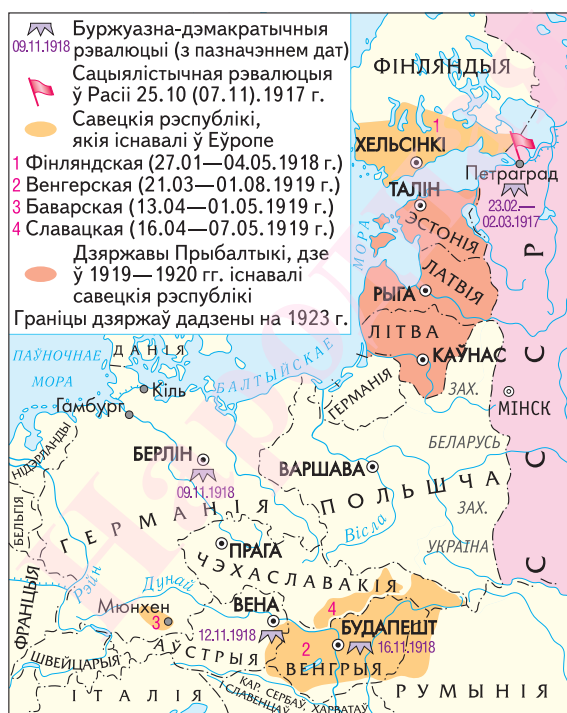 09.11.1918
Буржуазна-дэмакратычныя
рэвалюцыі (з пазначэннем дат)
Сацыялістычная рэвалюцыя
ў Расіі 25.10 (07.11).1917 г.
Савецкія рэспублікі,
якія існавалі ў Еўропе
1 Фінляндская (27.01—04.05.1918 г.)
2 Венгерская (21.03—01.08.1919 г.)
3 Баварская (13.04—01.05.1919 г.)
4 Славацкая (16.04—07.05.1919 г.)
Дзяржавы Прыбалтыкі, дзе
ў 1919—1920 гг. існавалі
савецкія рэспублікі
Граніцы дзяржаў дадзены на 1923 г.
ФІНЛЯНДЫЯ
1
ХЕЛЬСІНКІ
Петраград
23.02.—
02.03.1917
ТАЛІН
ЭСТОНІЯ
МОРА
ЛАТВІЯ
РЫГА
ЛІТВА
КАЎНАС
БАЛТЫЙСКАЕ
ПАЎНОЧНАЕ
МОРА
ДАНІЯ
Кіль
Гамбург
ГЕРМАНІЯ
ЗАХ.
МІНСК
БЕЛАРУСЬ
С С С Р
НІДЭРЛАНДЫ
БЕРЛІН
09.11.1918
ВАРШАВА
ПОЛЬШЧА
Вісла
ЗАХ.
УКРАІНА
БЕЛЬГІЯ
ГЕРМАНІЯ
ПРАГА
ЧЭХАСЛАВАКІЯ
ФРАНЦЫЯ
Рэйн
Дунай
Мюнхен
3
ВЕНА
12.11.1918
4
БУДАПЕШТ
16.11.1918
2
ВЕНГРЫЯ
АЎСТРЫЯ
ШВЕЙЦАРЫЯ
ІТАЛІЯ
КАР. СЕРБАЎ, ХАРВАТАЎ
І СЛАВЕНЦАЎ
РУМЫНІЯ